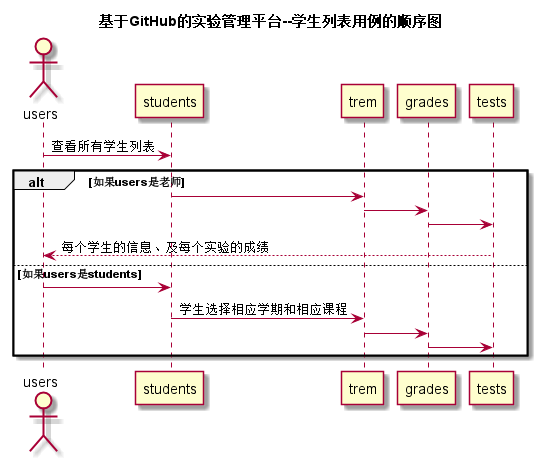 基于GitHub的实验管理平台--学生列表用例的顺序图
users
students
trem
grades
tests
查看所有学生列表
alt
[如果users是老师]
每个学生的信息、及每个实验的成绩
[如果users是students]
学生选择相应学期和相应课程
users
students
trem
grades
tests